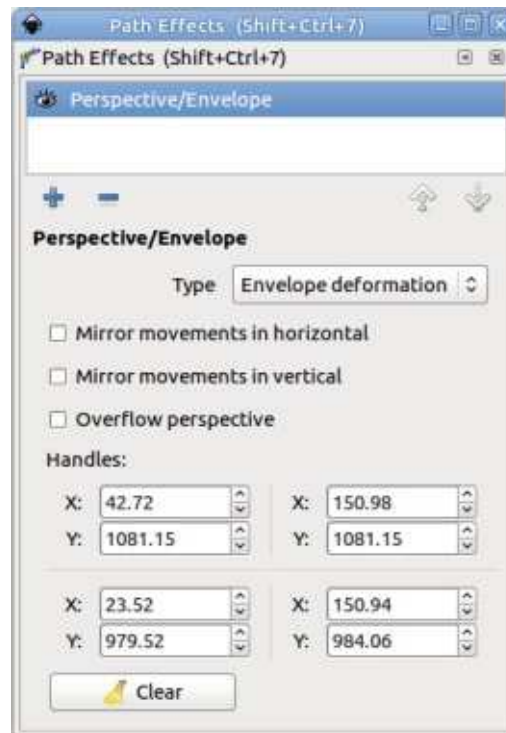 Path Effects (Shift+Ctrl+7)
Path Effects (Shift+Ctrl+7)
Perspective/Envelope
Perspective/Envelope
Type Envelope deformation
Mirror movements in horizontal
Mirror movements in vertical
Overflow perspective
Handles:
X: 42.72 X: 150.98
Y: 1081.15 Y: 1081.15
X: 23.52 X: 150.94
Y: 979.52 Y: 984.06
Clear